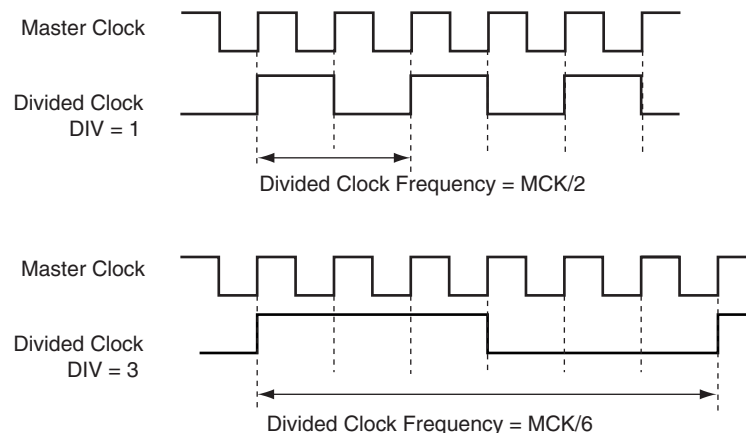 Master Clock
Divided Clock
DIV = 1
Divided Clock Frequency = MCK/2
Master Clock
Divided Clock
DIV = 3
Divided Clock Frequency = MCK/6